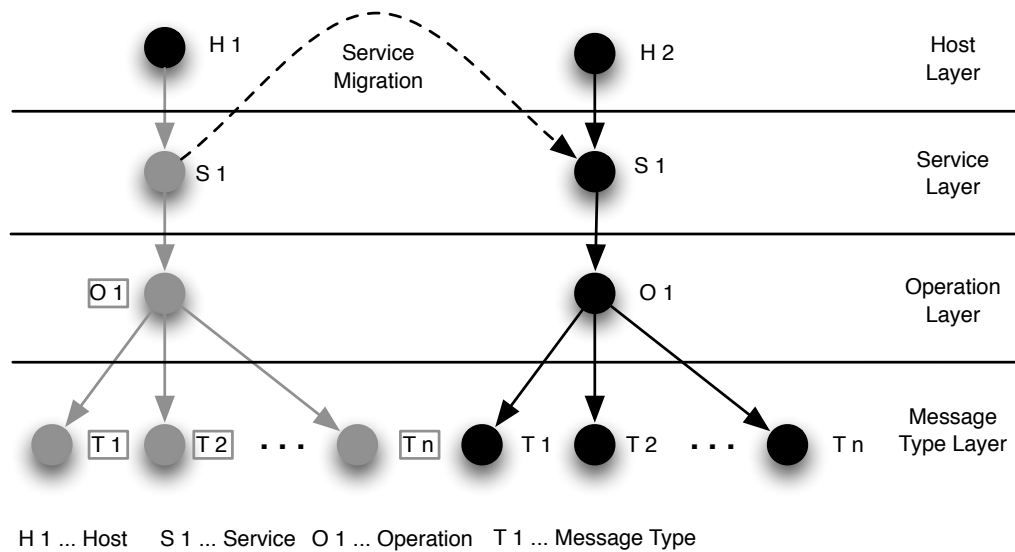 H 1
Service
Migration
H 2
Host
Layer
S 1
S 1
Service
Layer
O 1
O 1
Operation
Layer
T 1
T 2
. . .
T n
T 1
T 2
. . .
T n
Message
Type Layer
H 1 ... Host S 1 ... Service O 1 ... Operation T 1 ... Message Type